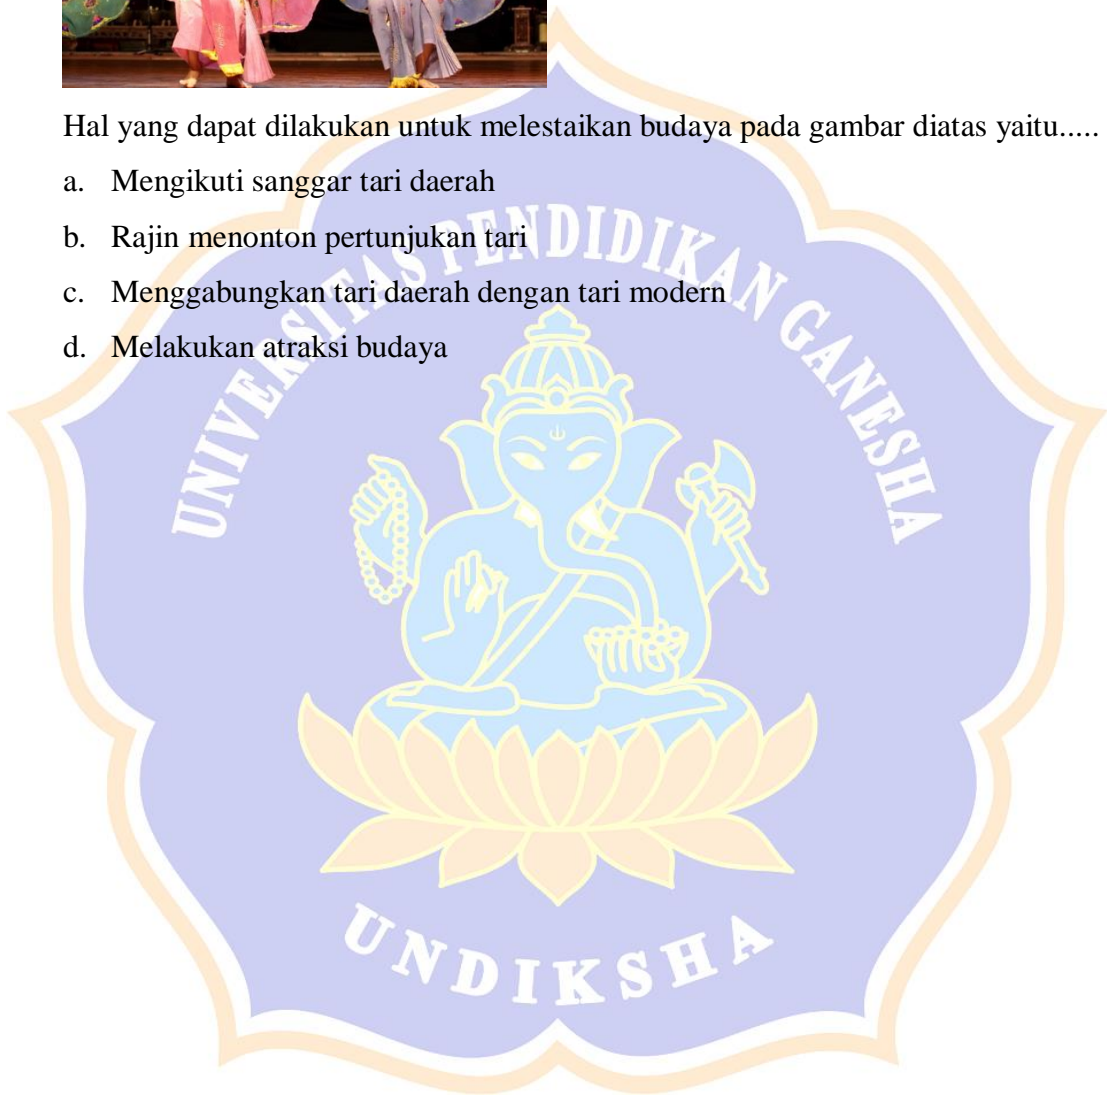 Hal yang dapat dilakukan untuk melestaikan budaya pada gambar diatas yaitu.....
a. Mengikuti sanggar tari daerah
b. Rajin menonton pertunjukan tari
c. Menggabungkan tari daerah dengan tari modern
d. Melakukan atraksi budaya
UNIVERSITAS PENDIDIKAN GANESHA
UNDIKSHA